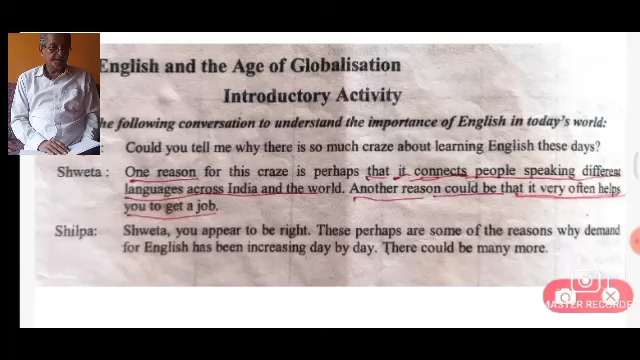 English and the Age of Globalisation
Introductory Activity
he following conversation to understand the importance of English in today's world:
: Could you tell me why there is so much craze about learning English these days?
Shweta : One reason for this craze is perhaps that it connects people speaking different
languages across India and the world. Another reason could be that it very often helps
you to get a job.
Shilpa: Shweta, you appear to be right. These perhaps are some of the reasons why demand
for English has been increasing day by day. There could be many more.
MASTER RECORDE